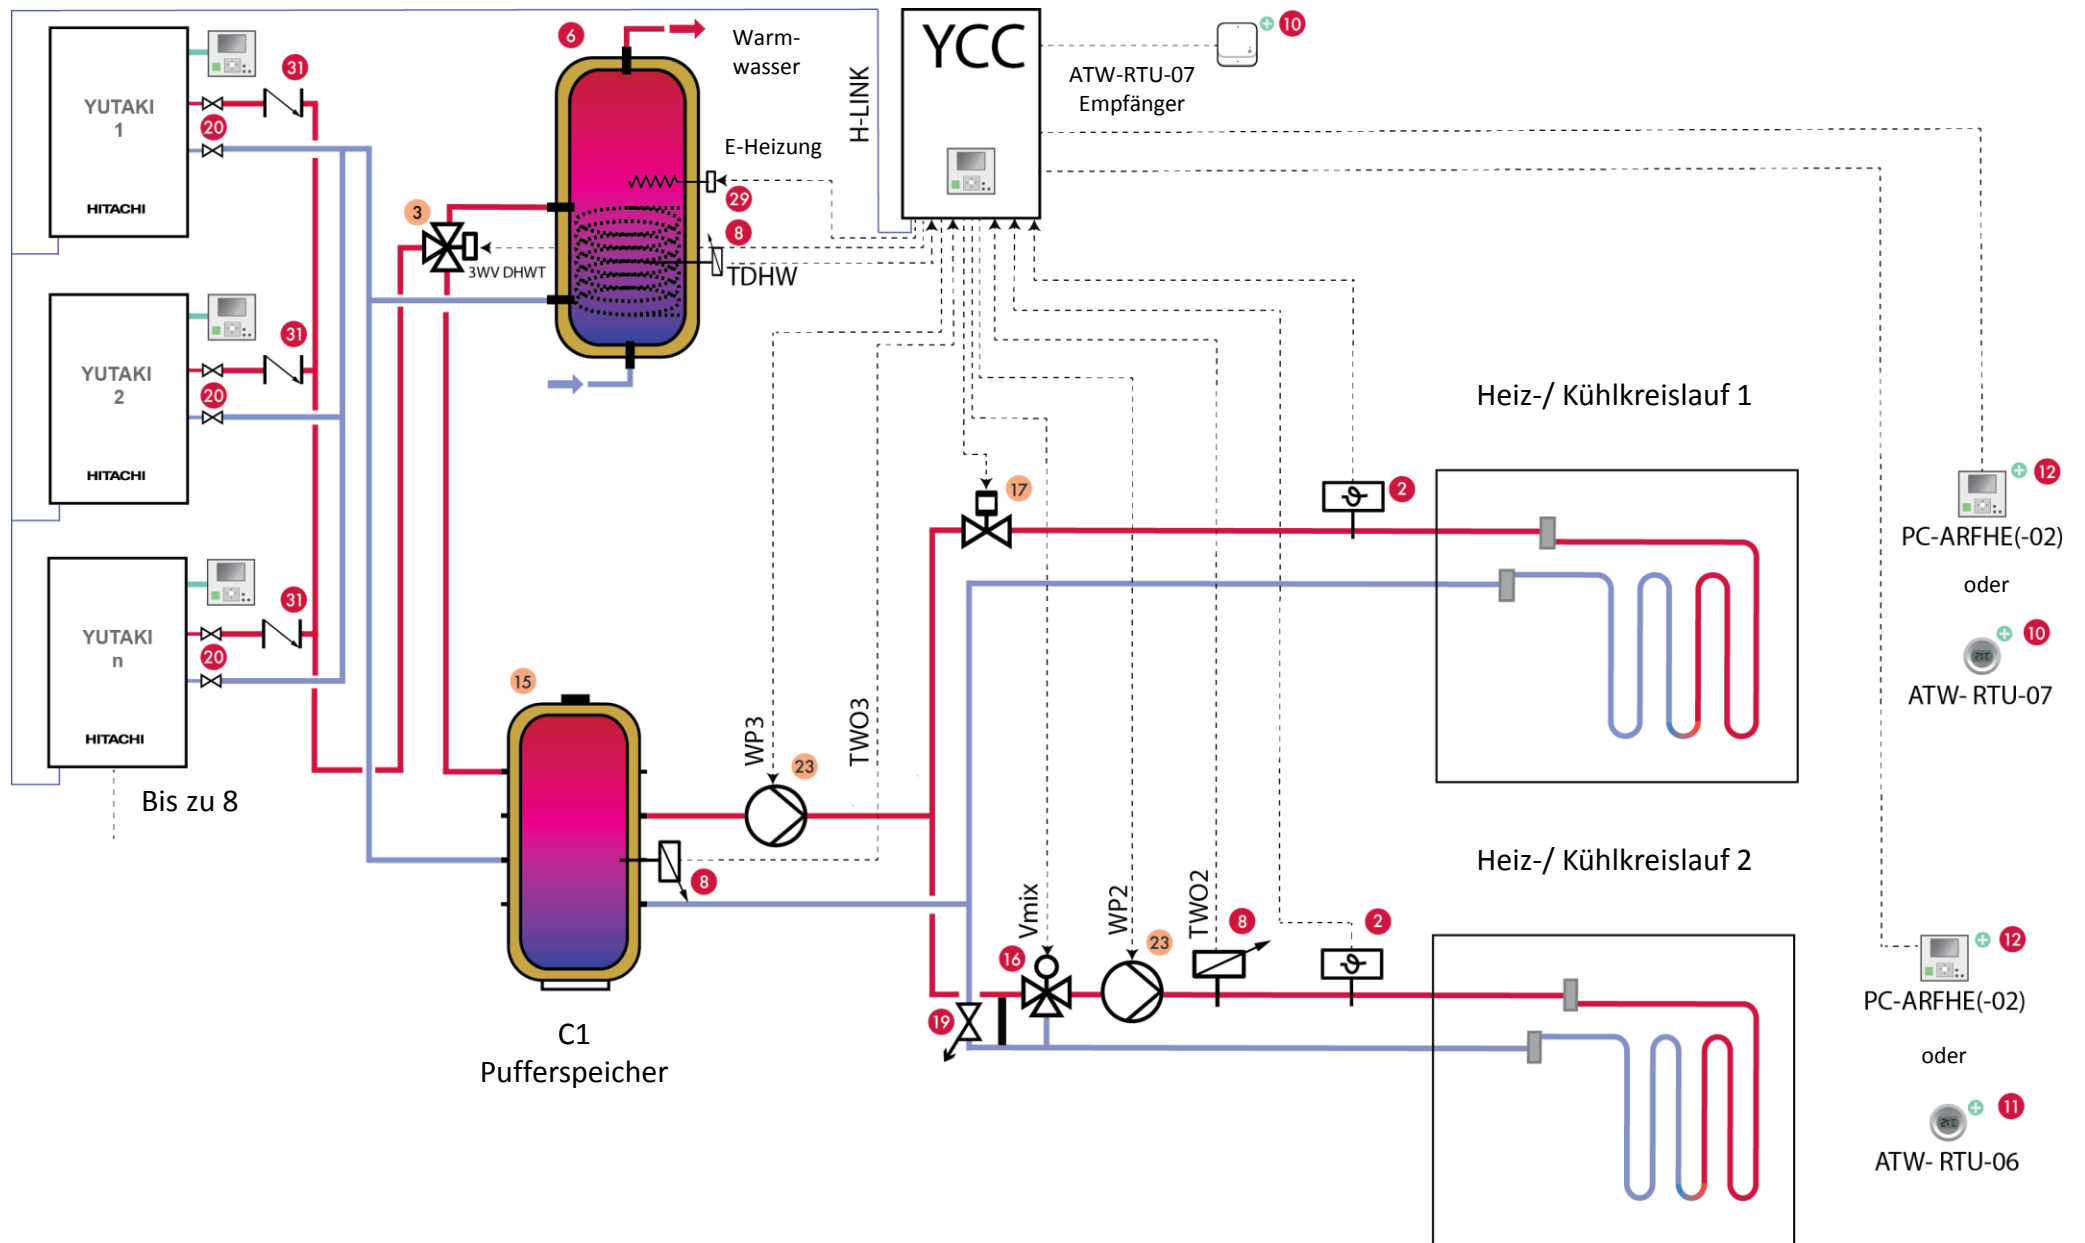 YUTAKI
1
HITACHI
31
20
YUTAKI
2
HITACHI
31
20
YUTAKI
n
HITACHI
31
20
Bis zu 8
6
Warm-
wasser
E-Heizung
29
8
TDHW
3
3WV DHWT
H-LINK
YCC
ATW-RTU-07
Empfänger
10
15
C1
Pufferspeicher
8
WP3
23
TWO3
17
2
Heiz-/ Kühlkreislauf 1
12
PC-ARFHE(-02)
oder
10
ATW- RTU-07
Heiz-/ Kühlkreislauf 2
19
16
Vmix
WP2
23
TWO2
8
2
12
PC-ARFHE(-02)
oder
11
ATW- RTU-06